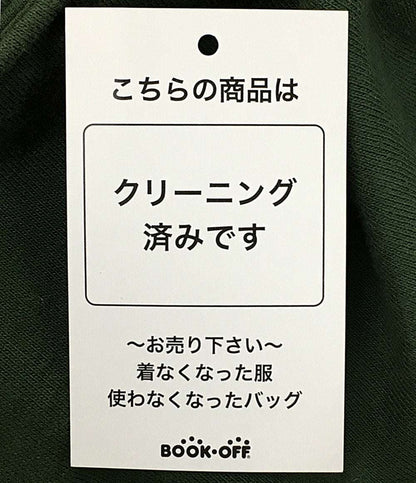 こちらの商品は
クリーニング
済みです
〜お売り下さい〜
着なくなった服
使わなくなったバッグ
BOOK・OFF